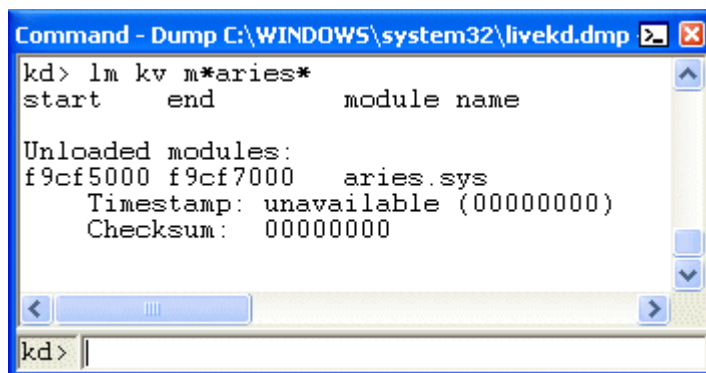 Command - Dump C:\WINDOWS\system32\livekd.dmp -
kd> lm kv m*aries*
start    end        module name
Unloaded modules:
f9cf5000 f9cf7000   aries.sys
    Timestamp: unavailable (00000000)
    Checksum:  00000000
kd>